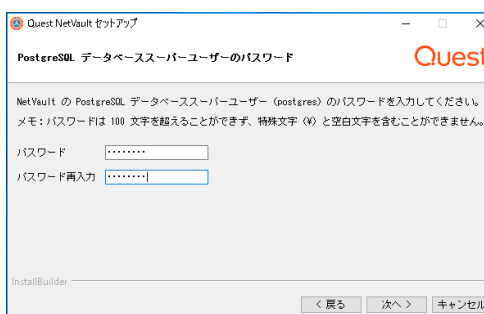 Quest NetVault セットアップ
PostgreSQL データベーススーパーユーザーのパスワード
Quest
NetVault の PostgreSQL データベーススーパーユーザー (postgres) のパスワードを入力してください。
メモ：パスワードは 100 文字を超えることができず、特殊文字 (¥) と空白文字を含むことができません。
パスワード
パスワード再入力
InstallBuilder
< 戻る 次へ > キャンセル